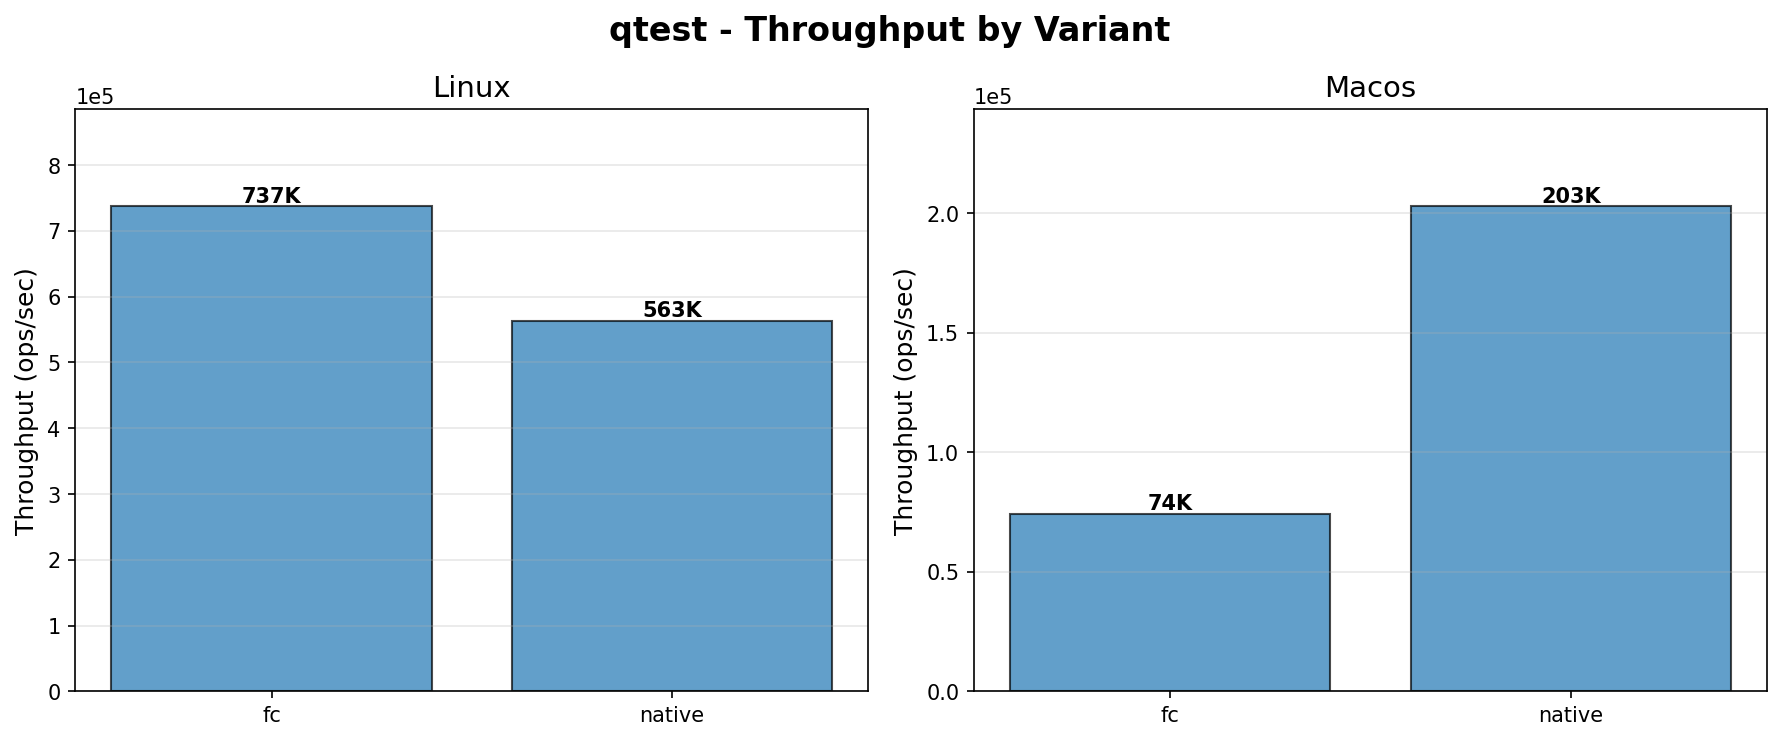 qtest - Throughput by Variant
Linux
1e5
Throughput (ops/sec)
8
7
6
5
4
3
2
1
0
737K
563K
fc
native
Macos
1e5
Throughput (ops/sec)
2.0
1.5
1.0
0.5
0.0
74K
203K
fc
native